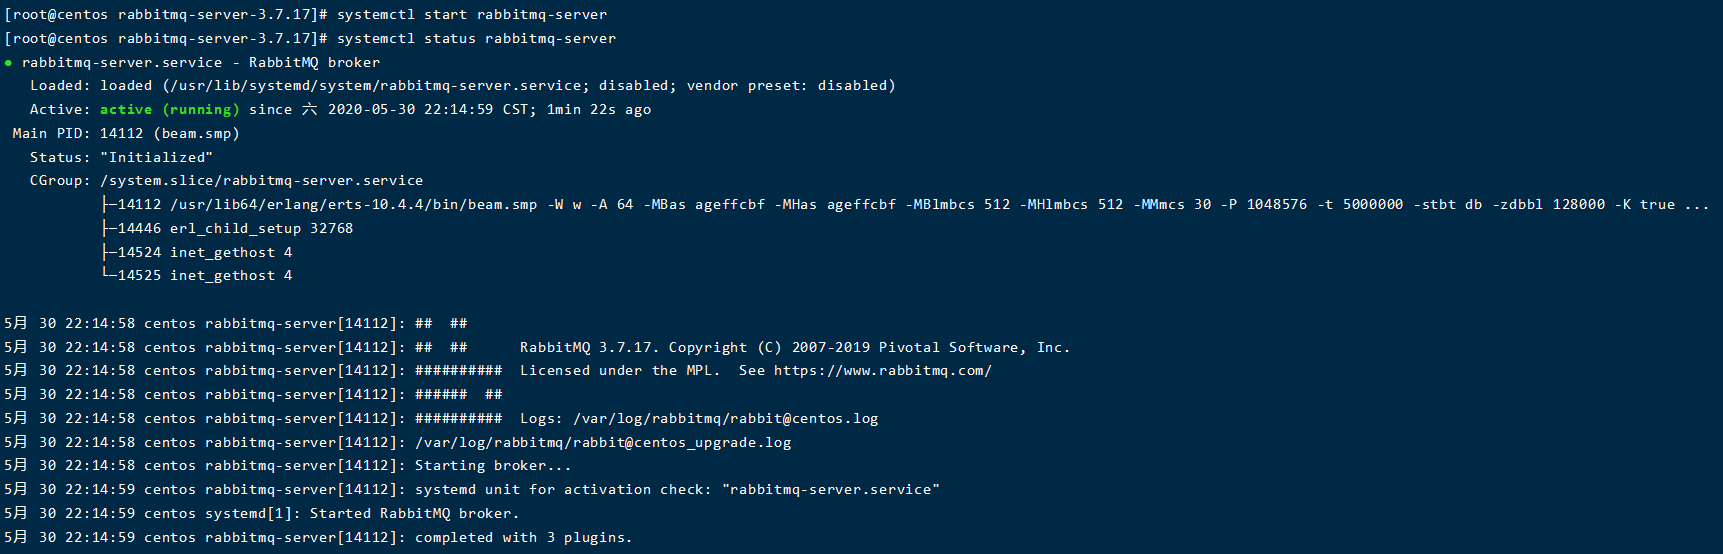 [root@centos rabbitmq-server-3.7.17]# systemctl start rabbitmq-server
[root@centos rabbitmq-server-3.7.17]# systemctl status rabbitmq-server
● rabbitmq-server.service - RabbitMQ broker
   Loaded: loaded (/usr/lib/systemd/system/rabbitmq-server.service; disabled; vendor preset: disabled)
   Active: active (running) since 六 2020-05-30 22:14:59 CST; 1min 22s ago
 Main PID: 14112 (beam.smp)
   Status: "Initialized"
   CGroup: /system.slice/rabbitmq-server.service
           ├─14112 /usr/lib64/erlang/erts-10.4.4/bin/beam.smp -W w -A 64 -MBas ageffcbf -MHas ageffcbf -MBlmbcs 512 -MHlmbcs 512 -MMmcs 30 -P 1048576 -t 5000000 -stbt db -zdbbl 128000 -K true ...
           ├─14446 erl_child_setup 32768
           ├─14524 inet_gethost 4
           └─14525 inet_gethost 4
5月 30 22:14:58 centos rabbitmq-server[14112]: ##  ##
5月 30 22:14:58 centos rabbitmq-server[14112]: ##  ##      RabbitMQ 3.7.17. Copyright (C) 2007-2019 Pivotal Software, Inc.
5月 30 22:14:58 centos rabbitmq-server[14112]: ##########  Licensed under the MPL.  See https://www.rabbitmq.com/
5月 30 22:14:58 centos rabbitmq-server[14112]: ######  ##
5月 30 22:14:58 centos rabbitmq-server[14112]: ##########  Logs: /var/log/rabbitmq/rabbit@centos.log
5月 30 22:14:58 centos rabbitmq-server[14112]: /var/log/rabbitmq/rabbit@centos_upgrade.log
5月 30 22:14:58 centos rabbitmq-server[14112]: Starting broker...
5月 30 22:14:59 centos rabbitmq-server[14112]: systemd unit for activation check: "rabbitmq-server.service"
5月 30 22:14:59 centos systemd[1]: Started RabbitMQ broker.
5月 30 22:14:59 centos rabbitmq-server[14112]: completed with 3 plugins.